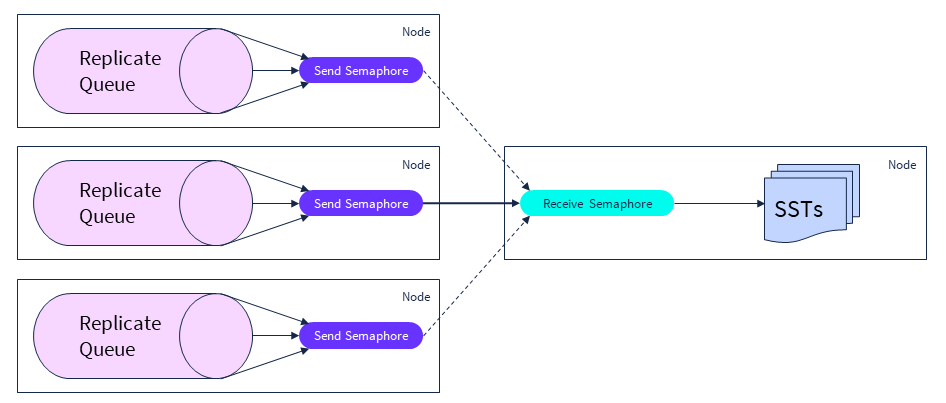 Node
Replicate
Queue
Send Semaphore
Node
Replicate
Queue
Send Semaphore
Node
Receive Semaphore
SSTs
Node
Replicate
Queue
Send Semaphore